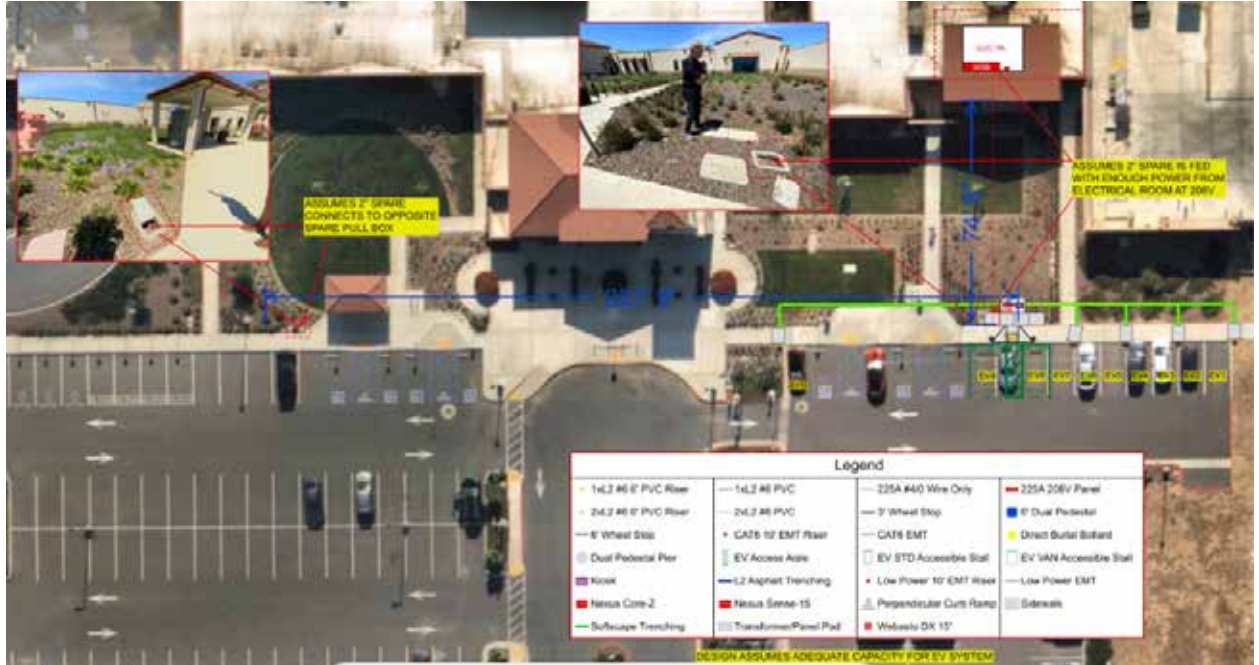 ASSUMES 2" SPARE
CONNECTS TO OPPOSITE
SPARE PULL BOX
ASSUMES 2" SPARE IS FED
WITH ENOUGH POWER FROM
ELECTRICAL ROOM AT 208V
Legend
1xL2 #6 6' PVC Riser
1xL2 #6 PVC
225A #4/0 Wire Only
225A 208V Panel
2xL2 #6 6' PVC Riser
2xL2 #6 PVC
3' Wheel Stop
6' Dual Pedestal
6' Wheel Stop
CAT6 10' EMT Riser
CAT6 EMT
Direct Burial Bollard
Dual Pedestal Pier
EV Access Aisle
EV STD Accessible Stall
EV VAN Accessible Stall
Kiosk
L2 Asphalt Trenching
Low Power 10' EMT Riser
Low Power EMT
Nexus Core-2
Nexus Sense-15
Perpendicular Curb Ramp
Sidewalk
Softscape Trenching
Transformer/Panel Pad
Webasto DX 15'
DESIGN ASSUMES ADEQUATE CAPACITY FOR EV SYSTEM